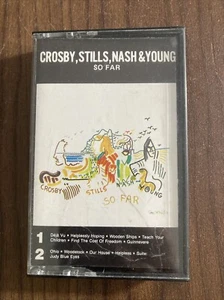 CROSBY, STILLS, NASH & YOUNG
SO FAR
CROSBY STILLS NASH YOUNG
SO FAR
1 Déjà Vu • Helplessly Hoping • Wooden Ships • Teach Your
Children • Find The Cost Of Freedom • Guinnevere
2 Ohio • Woodstock • Our House • Helpless • Suite:
Judy Blue Eyes